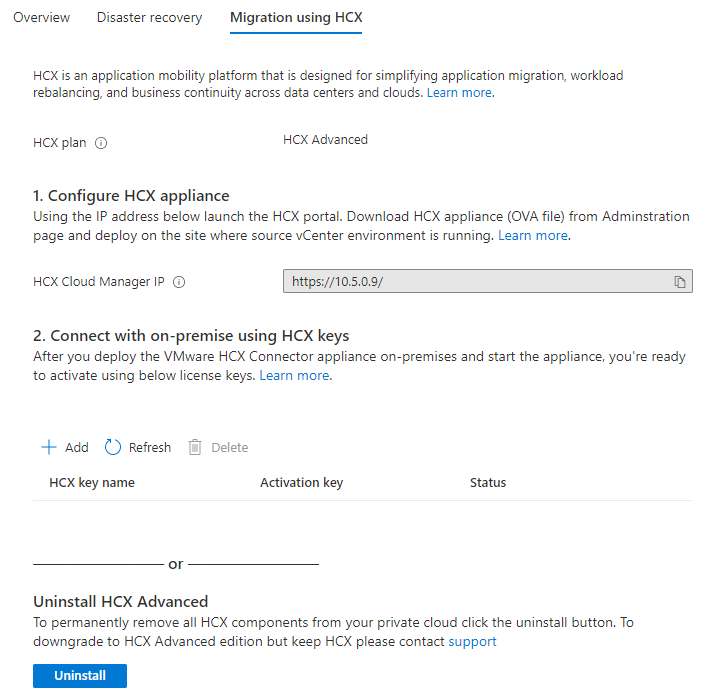 Overview Disaster recovery Migration using HCX
HCX is an application mobility platform that is designed for simplifying application migration, workload
rebalancing, and business continuity across data centers and clouds. Learn more.
HCX plan HCX Advanced
1. Configure HCX appliance
Using the IP address below launch the HCX portal. Download HCX appliance (OVA file) from Adminstration
page and deploy on the site where source vCenter environment is running. Learn more.
HCX Cloud Manager IP https://10.5.0.9/
2. Connect with on-premise using HCX keys
After you deploy the VMware HCX Connector appliance on-premises and start the appliance, you're ready
to activate using below license keys. Learn more.
Add Refresh Delete
HCX key name Activation key Status
or
Uninstall HCX Advanced
To permanently remove all HCX components from your private cloud click the uninstall button. To
downgrade to HCX Advanced edition but keep HCX please contact support
Uninstall